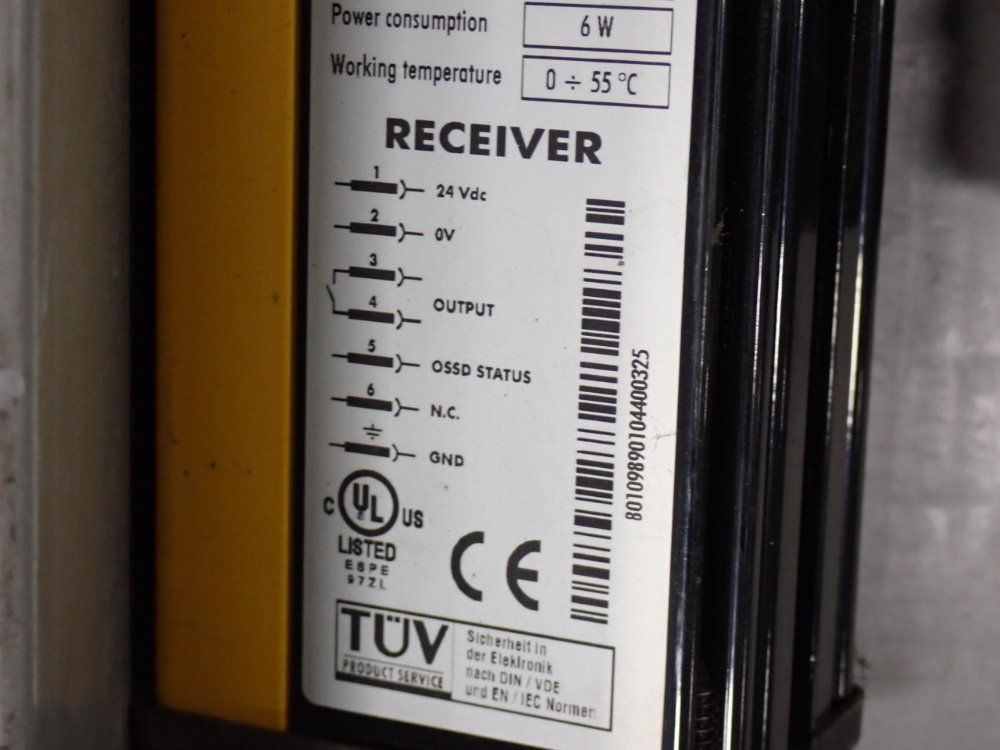 Power consumption 6 W
Working temperature 0 ÷ 55 °C
RECEIVER
1 24 Vdc
2 0V
3
4 OUTPUT
5 OSSD STATUS
6 N.C.
GND
8010989010440032​5
C UL US
LISTED
ESPE
97ZL
CE
TÜV
PRODUCT SERVICE
Sicherheit in
der Elektronik
nach DIN / VDE
und EN / IEC Normen